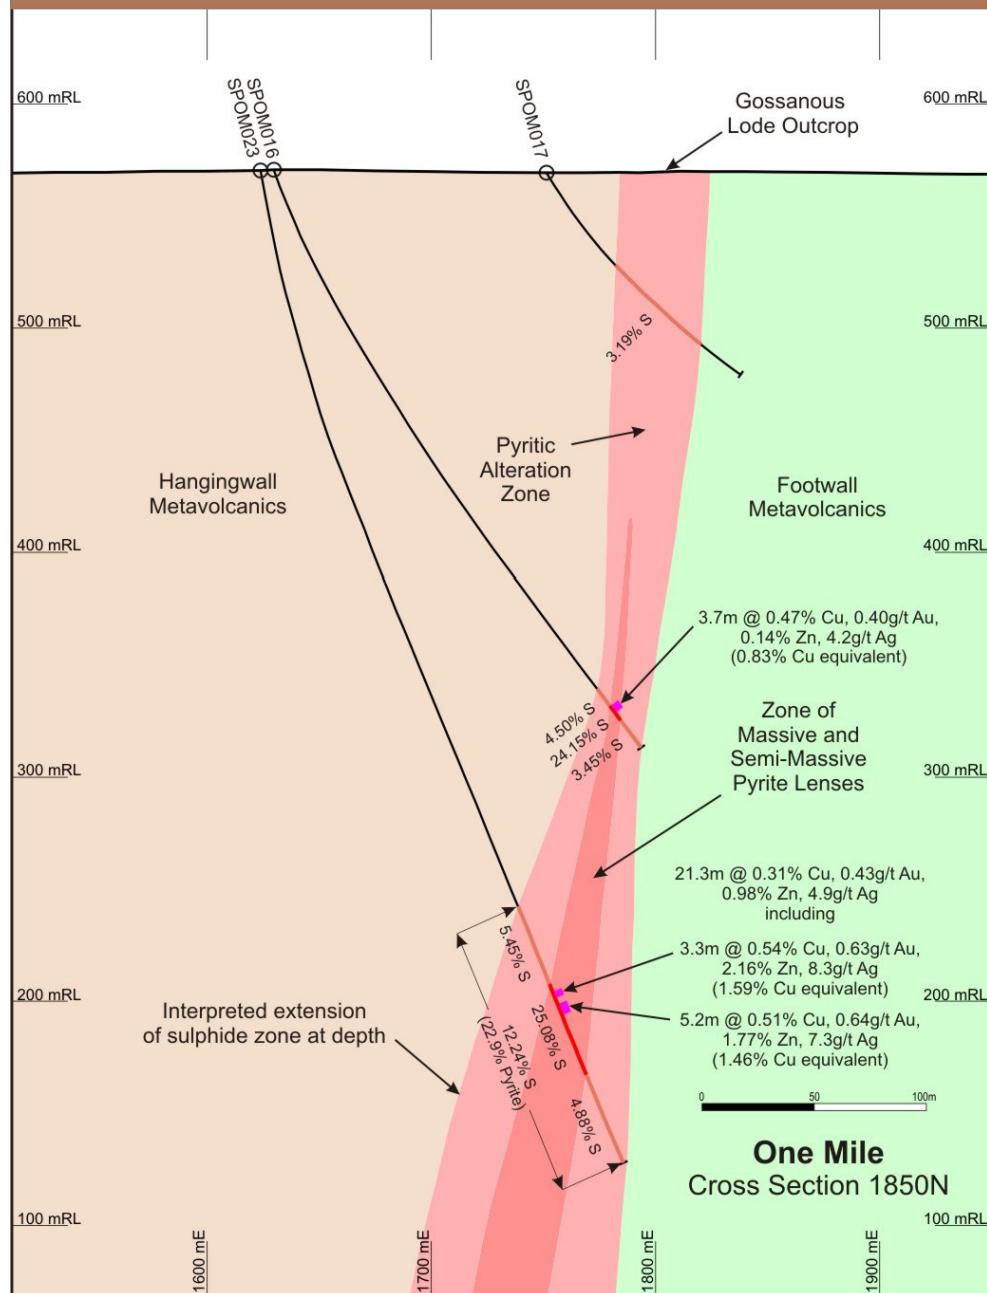 SPOM023
SPOM016
SPOM017
600 mRL
600 mRL
Gossanous
Lode Outcrop
500 mRL
500 mRL
3.19% S
Pyritic
Alteration
Zone
Hangingwall
Metavolcanics
Footwall
Metavolcanics
400 mRL
400 mRL
3.7m @ 0.47% Cu, 0.40g/t Au,
0.14% Zn, 4.2g/t Ag
(0.83% Cu equivalent)
4.50% S
24.15% S
3.45% S
Zone of
Massive and
Semi-Massive
Pyrite Lenses
300 mRL
300 mRL
21.3m @ 0.31% Cu, 0.43g/t Au,
0.98% Zn, 4.9g/t Ag
including
3.3m @ 0.54% Cu, 0.63g/t Au,
2.16% Zn, 8.3g/t Ag
(1.59% Cu equivalent)
5.2m @ 0.51% Cu, 0.64g/t Au,
1.77% Zn, 7.3g/t Ag
(1.46% Cu equivalent)
5.45% S
25.08% S
12.24% S
(22.9% Pyrite)
4.88% S
200 mRL
200 mRL
Interpreted extension
of sulphide zone at depth
0 50 100m
One Mile
Cross Section 1850N
100 mRL
100 mRL
1600 mE
1700 mE
1800 mE
1900 mE